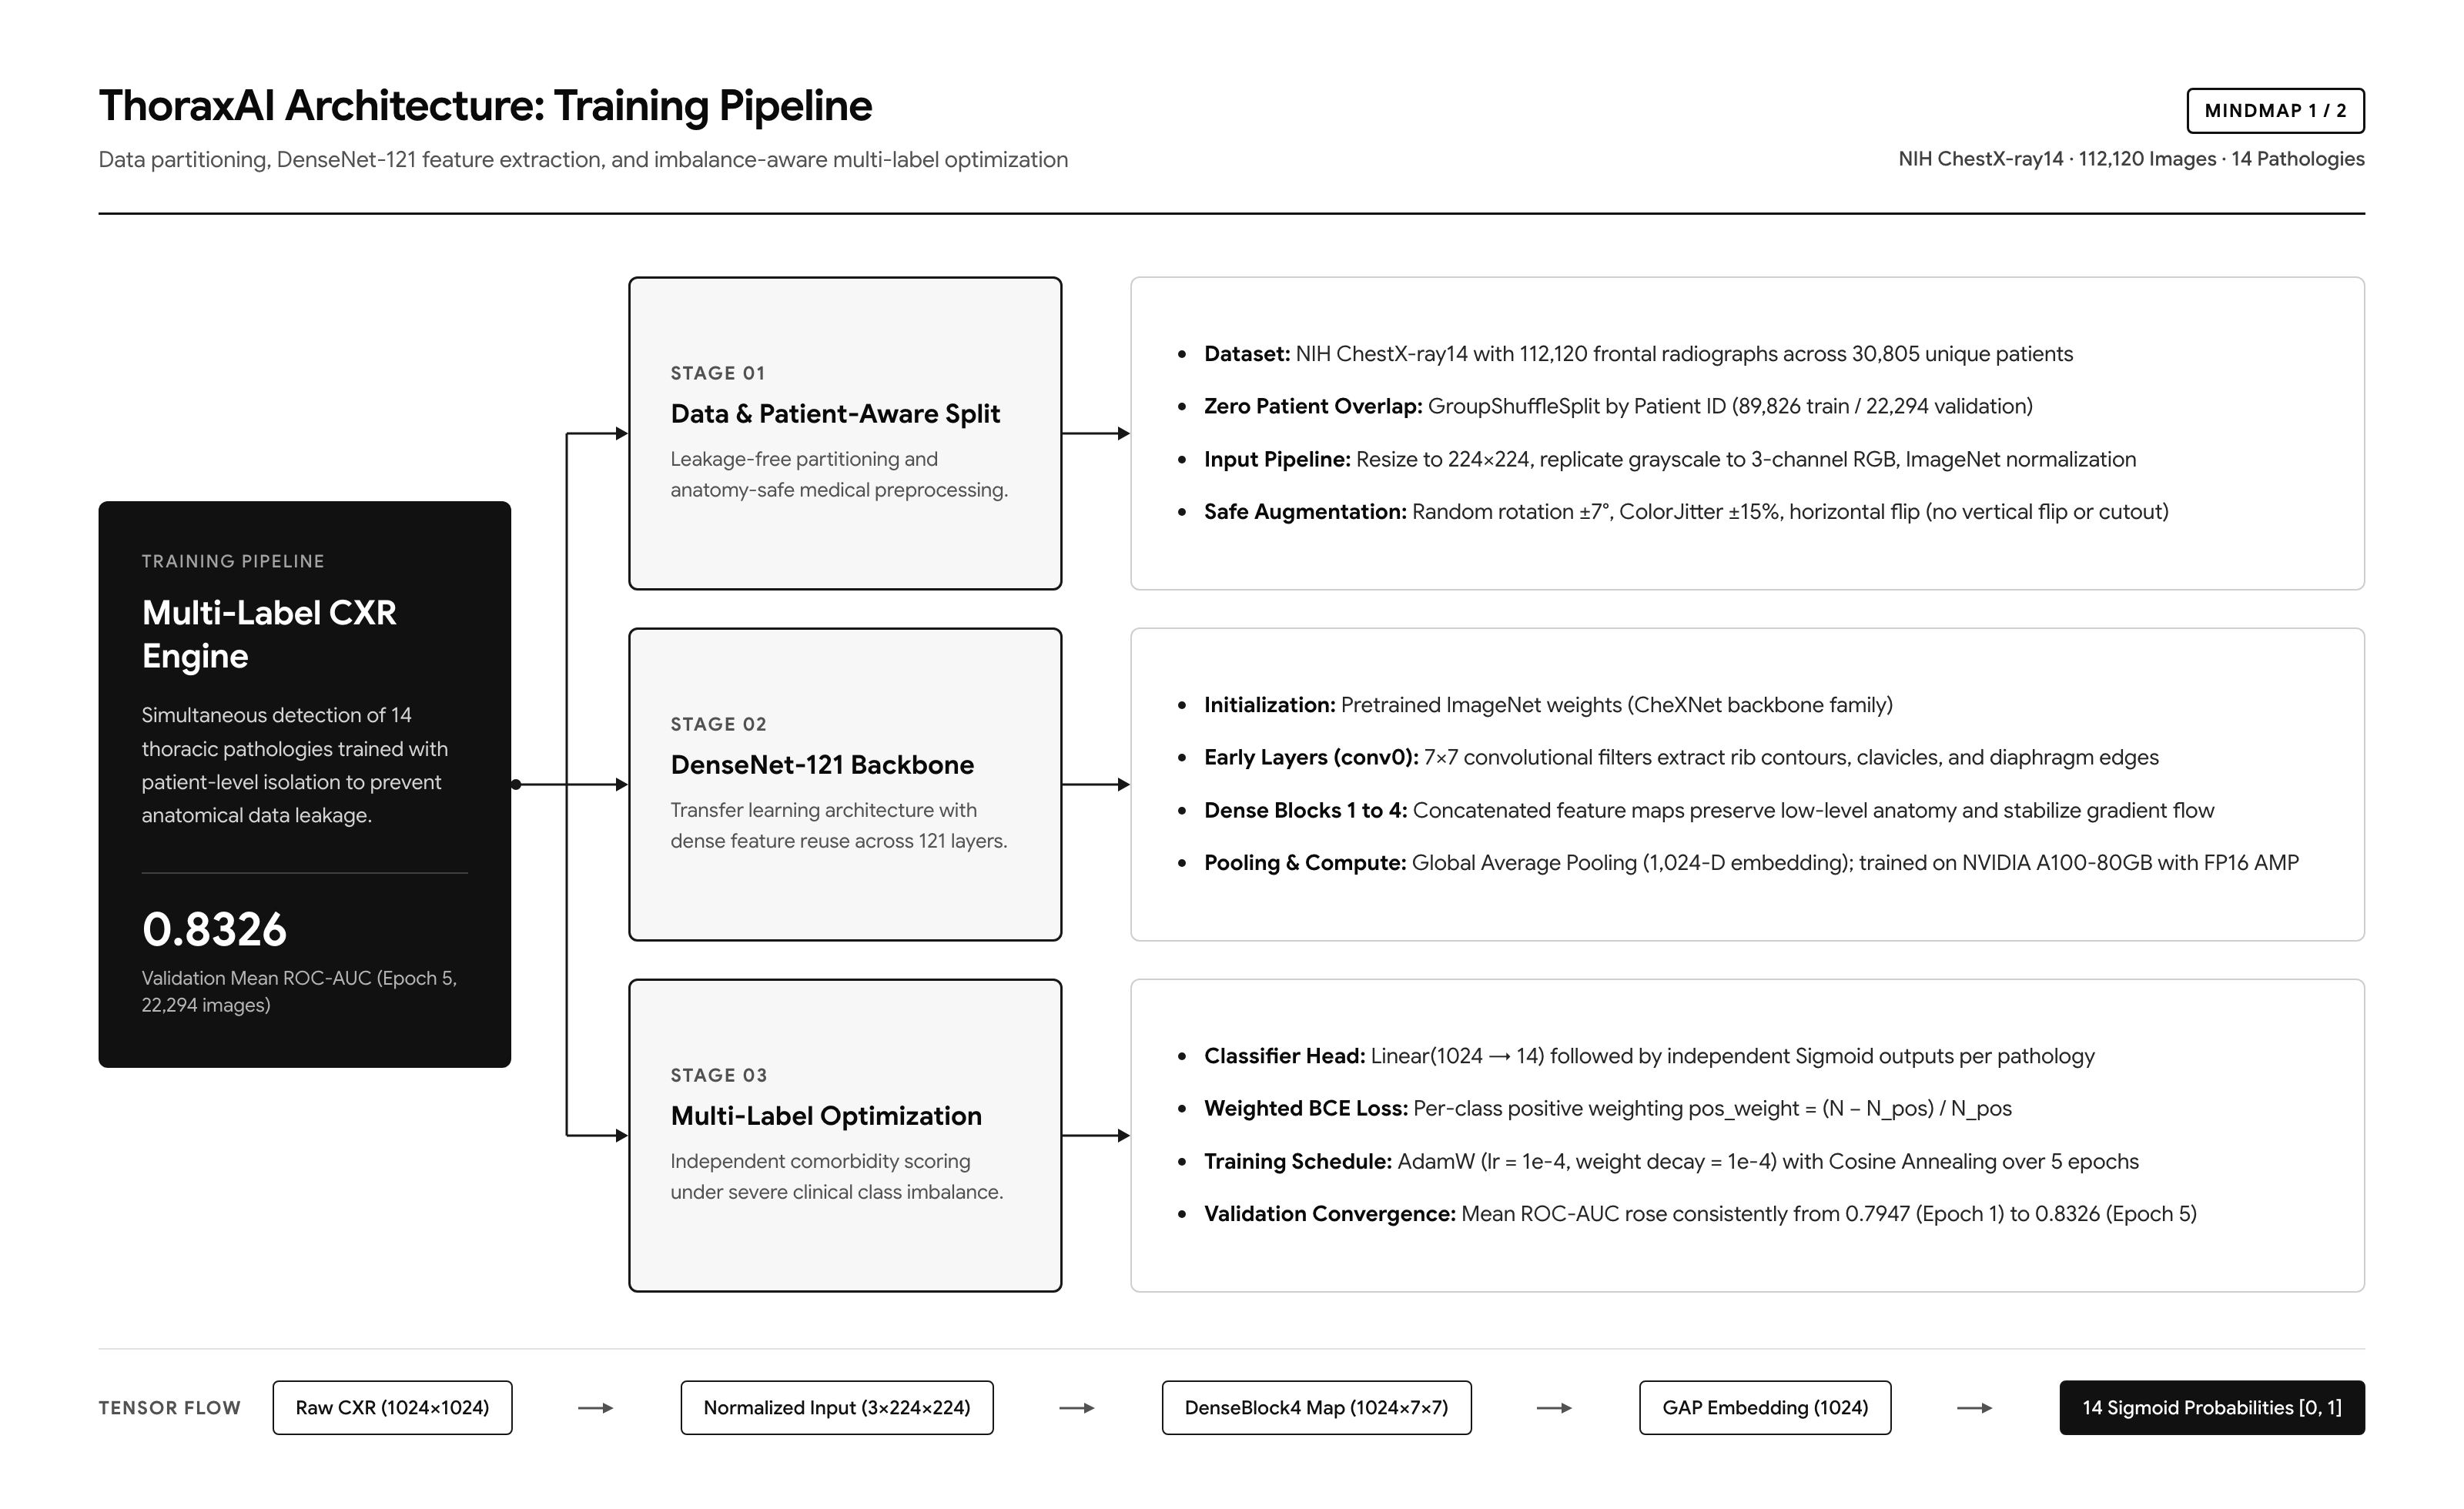 ThoraxAI Architecture: Training Pipeline
Data partitioning, DenseNet-121 feature extraction, and imbalance-aware multi-label optimization
MINDMAP 1 / 2
NIH ChestX-ray14 · 112,120 Images · 14 Pathologies
TRAINING PIPELINE
Multi-Label CXR
Engine
Simultaneous detection of 14
thoracic pathologies trained with
patient-level isolation to prevent
anatomical data leakage.
0.8326
Validation Mean ROC-AUC (Epoch 5,
22,294 images)
STAGE 01
Data & Patient-Aware Split
Leakage-free partitioning and
anatomy-safe medical preprocessing.
• Dataset: NIH ChestX-ray14 with 112,120 frontal radiographs across 30,805 unique patients
• Zero Patient Overlap: GroupShuffleSplit by Patient ID (89,826 train / 22,294 validation)
• Input Pipeline: Resize to 224×224, replicate grayscale to 3-channel RGB, ImageNet normalization
• Safe Augmentation: Random rotation ±7°, ColorJitter ±15%, horizontal flip (no vertical flip or cutout)
STAGE 02
DenseNet-121 Backbone
Transfer learning architecture with
dense feature reuse across 121 layers.
• Initialization: Pretrained ImageNet weights (CheXNet backbone family)
• Early Layers (conv0): 7×7 convolutional filters extract rib contours, clavicles, and diaphragm edges
• Dense Blocks 1 to 4: Concatenated feature maps preserve low-level anatomy and stabilize gradient flow
• Pooling & Compute: Global Average Pooling (1,024-D embedding); trained on NVIDIA A100-80GB with FP16 AMP
STAGE 03
Multi-Label Optimization
Independent comorbidity scoring
under severe clinical class imbalance.
• Classifier Head: Linear(1024 → 14) followed by independent Sigmoid outputs per pathology
• Weighted BCE Loss: Per-class positive weighting pos_weight = (N − N_pos) / N_pos
• Training Schedule: AdamW (lr = 1e-4, weight decay = 1e-4) with Cosine Annealing over 5 epochs
• Validation Convergence: Mean ROC-AUC rose consistently from 0.7947 (Epoch 1) to 0.8326 (Epoch 5)
TENSOR FLOW
Raw CXR (1024×1024)
Normalized Input (3×224×224)
DenseBlock4 Map (1024×7×7)
GAP Embedding (1024)
14 Sigmoid Probabilities [0, 1]